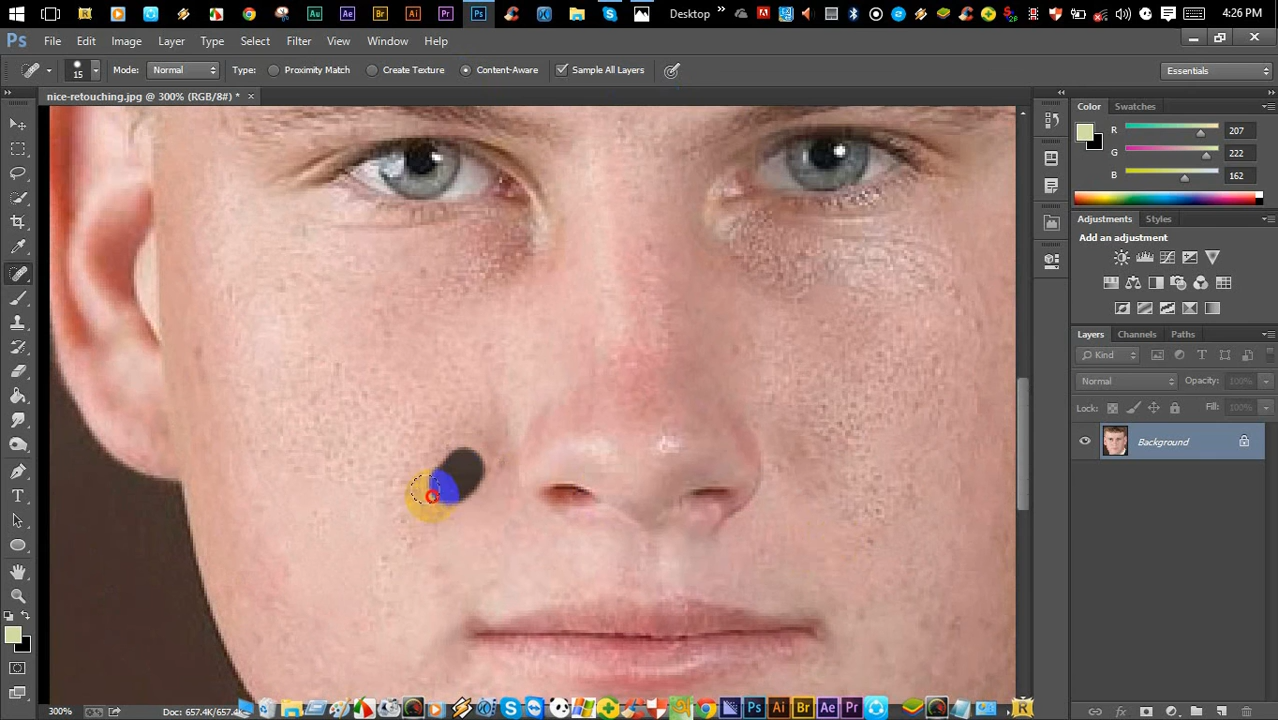 Desktop
4:26 PM
File Edit Image Layer Type Select Filter View Window Help
15 Mode: Normal Type: Proximity Match Create Texture Content-Aware Sample All Layers Essentials
nice-retouching.jpg @ 300% (RGB/8#) *
Color Swatches
R 207
G 222
B 162
Adjustments Styles
Add an adjustment
Layers Channels Paths
Kind
Normal Opacity: 100%
Lock: Fill: 100%
Background
300% Doc: 657.4K/657.4K